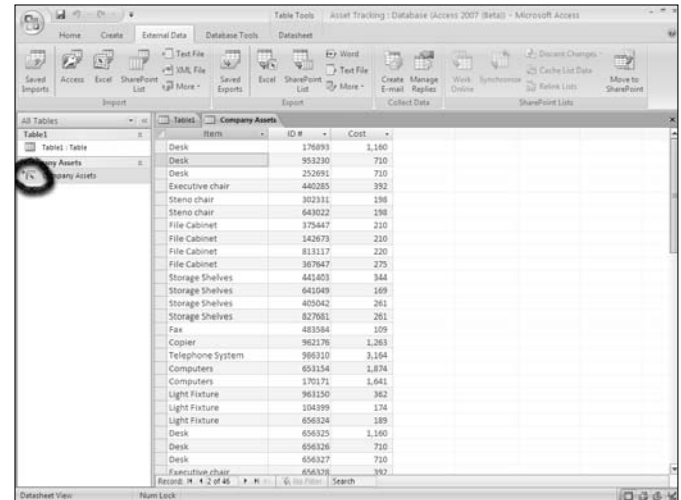 Table Tools Asset Tracking : Database (Access 2007 (Beta)) - Microsoft Access
Home Create External Data Database Tools Datasheet
Saved Imports
Access
Excel
SharePoint List
Text File
XML File
More
Import
Saved Exports
Excel
SharePoint List
Word
Text File
More
Export
Create E-mail
Manage Replies
Collect Data
Work Online
Synchronize
Discard Changes
Cache List Data
Relink Lists
Move to SharePoint
SharePoint Lists
All Tables
Table1
Table1 : Table
Assets
Assets
Table1 Company Assets
Item ID # Cost
Desk 176893 1,160
Desk 953230 710
Desk 252691 710
Executive chair 440285 392
Steno chair 302331 198
Steno chair 643022 198
File Cabinet 375447 210
File Cabinet 142673 210
File Cabinet 813117 220
File Cabinet 367647 275
Storage Shelves 441403 344
Storage Shelves 641049 169
Storage Shelves 405042 261
Storage Shelves 827681 261
Fax 483584 109
Copier 962176 1,263
Telephone System 986310 3,164
Computers 653154 1,874
Computers 170171 1,641
Light Fixture 963150 362
Light Fixture 104399 174
Light Fixture 656324 189
Desk 656325 1,160
Desk 656326 710
Desk 656327 710
Executive chair 656328 392
Record: 2 of 46 No Filter Search
Datasheet View Num Lock